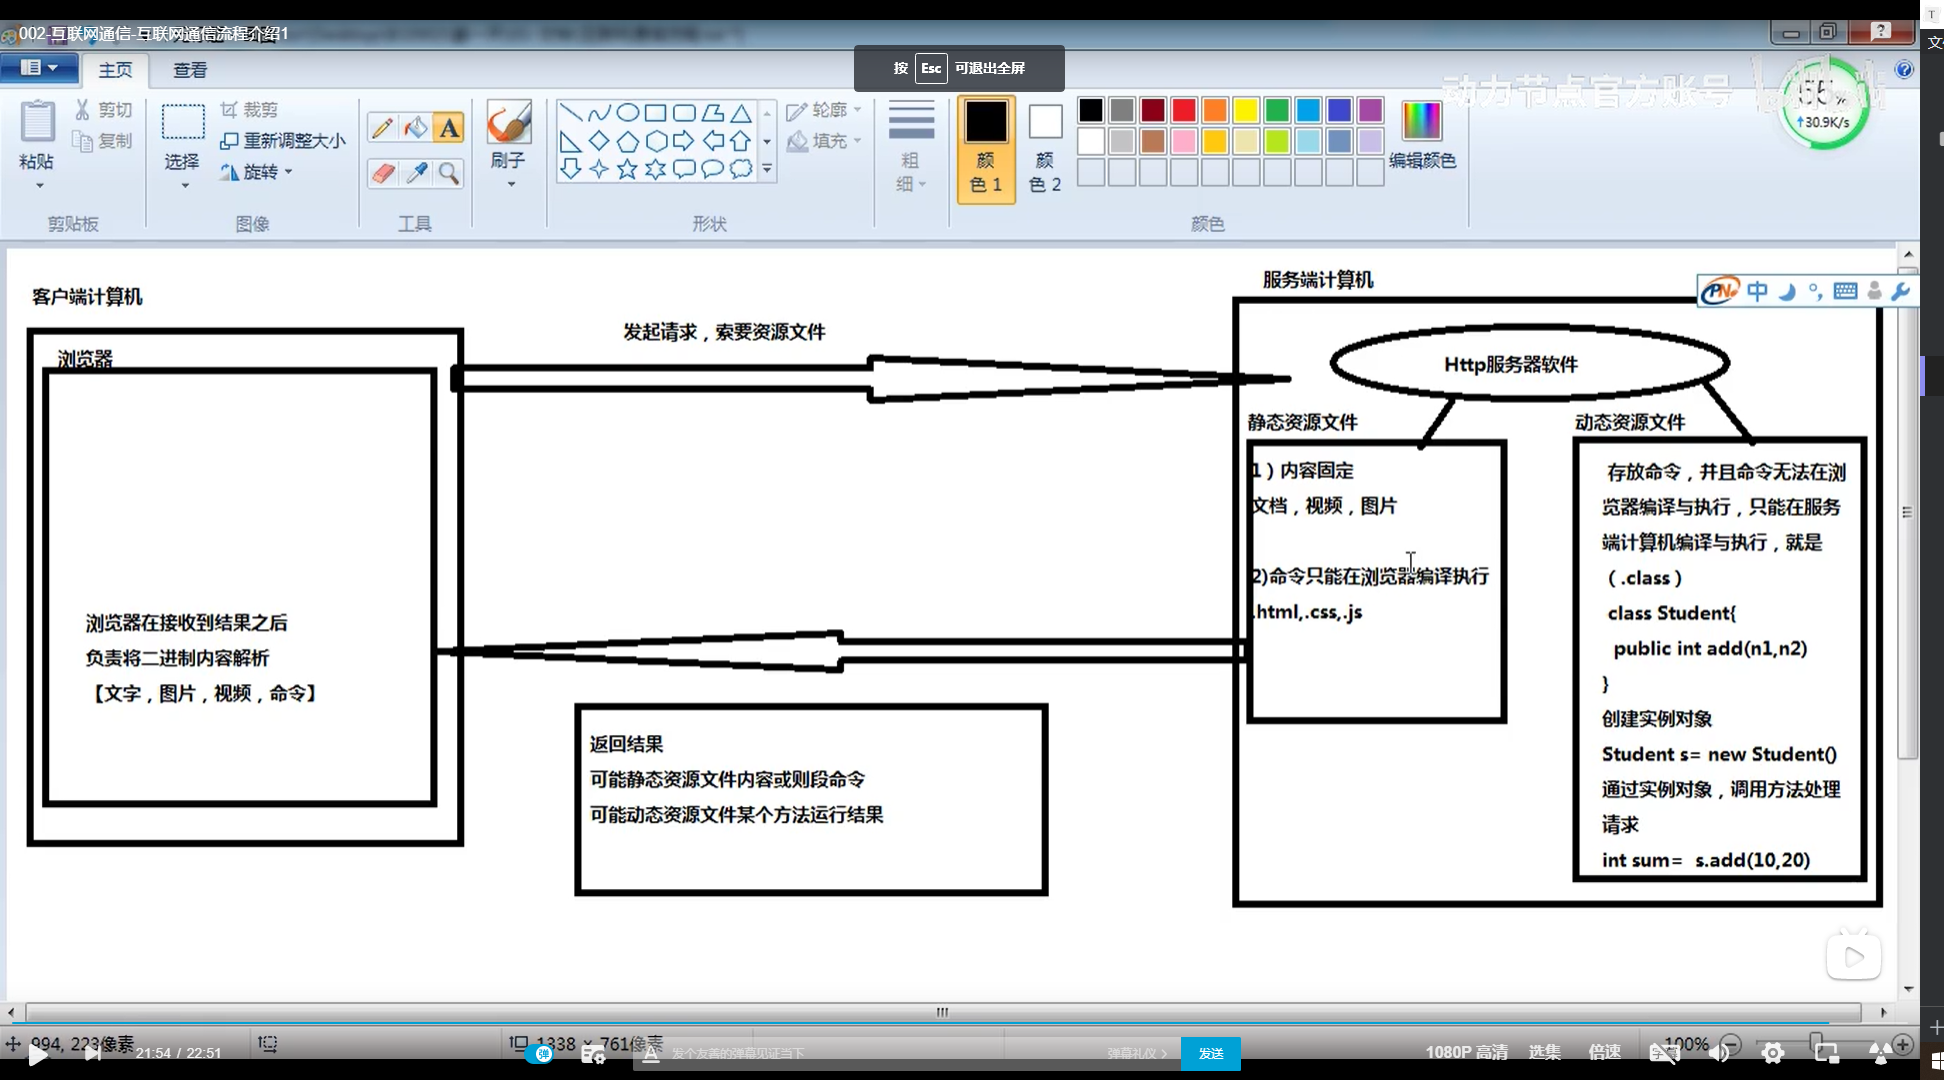 002-互联网通信-互联网通信流程介绍1
按 Esc 可退出全屏
主页
查看
动力节点官方账号
55%
30.9K/s
剪切
复制
粘贴
剪贴板
裁剪
重新调整大小
旋转
选择
图像
A
工具
刷子
轮廓
填充
形状
粗
细
颜
色 1
颜
色 2
编辑颜色
颜色
中
客户端计算机
浏览器
浏览器在接收到结果之后
负责将二进制内容解析
【文字，图片，视频，命令】
发起请求，索要资源文件
返回结果
可能静态资源文件内容或则段命令
可能动态资源文件某个方法运行结果
服务端计算机
Http服务器软件
静态资源文件
1）内容固定
文档，视频，图片
2)命令只能在浏览器编译执行
.html,.css,.js
动态资源文件
存放命令，并且命令无法在浏
览器编译与执行，只能在服务
端计算机编译与执行，就是
（.class）
class Student{
public int add(n1,n2)
}
创建实例对象
Student s= new Student()
通过实例对象，调用方法处理
请求
int sum= s.add(10,20)
994, 223像素
1338 × 761像素
100%
21:54 / 22:51
弹
发个友善的弹幕见证当下
弹幕礼仪
发送
1080P 高清
选集
倍速